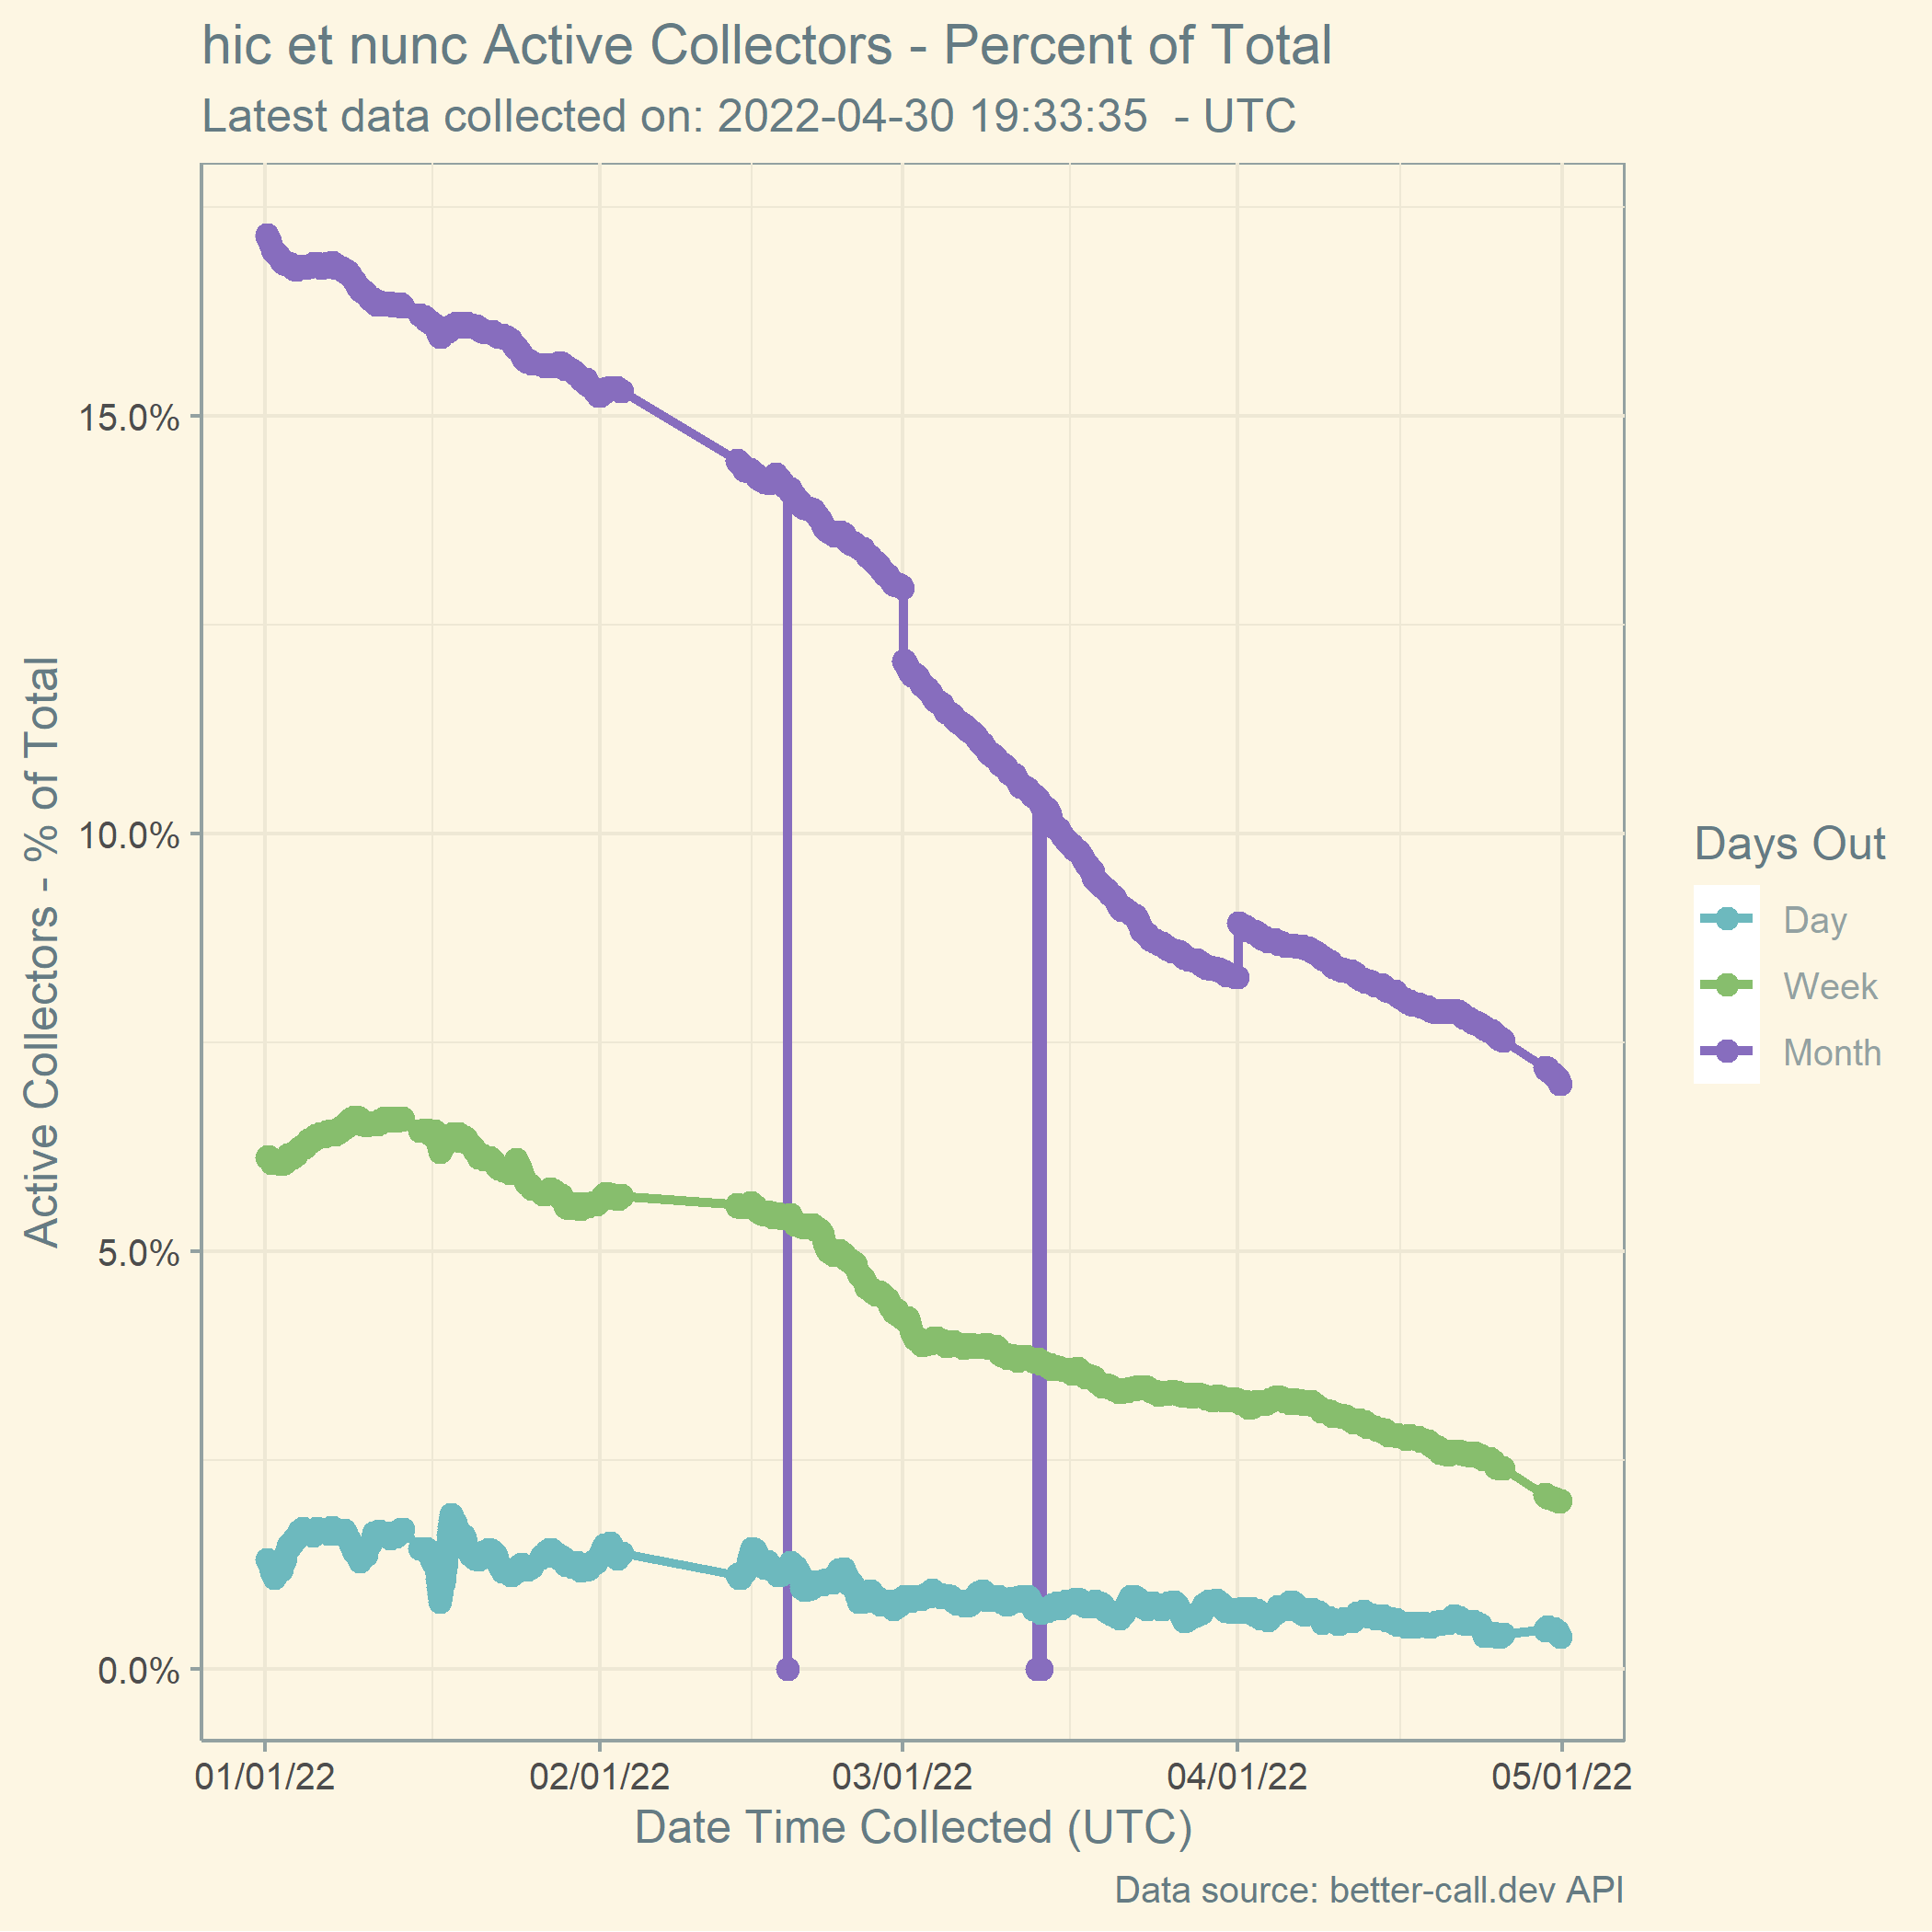 hic et nunc Active Collectors - Percent of Total
Latest data collected on: 2022-04-30 19:33:35  - UTC
Active Collectors - % of Total
15.0%
10.0%
5.0%
0.0%
01/01/22
02/01/22
03/01/22
04/01/22
05/01/22
Date Time Collected (UTC)
Days Out
Day
Week
Month
Data source: better-call.dev API